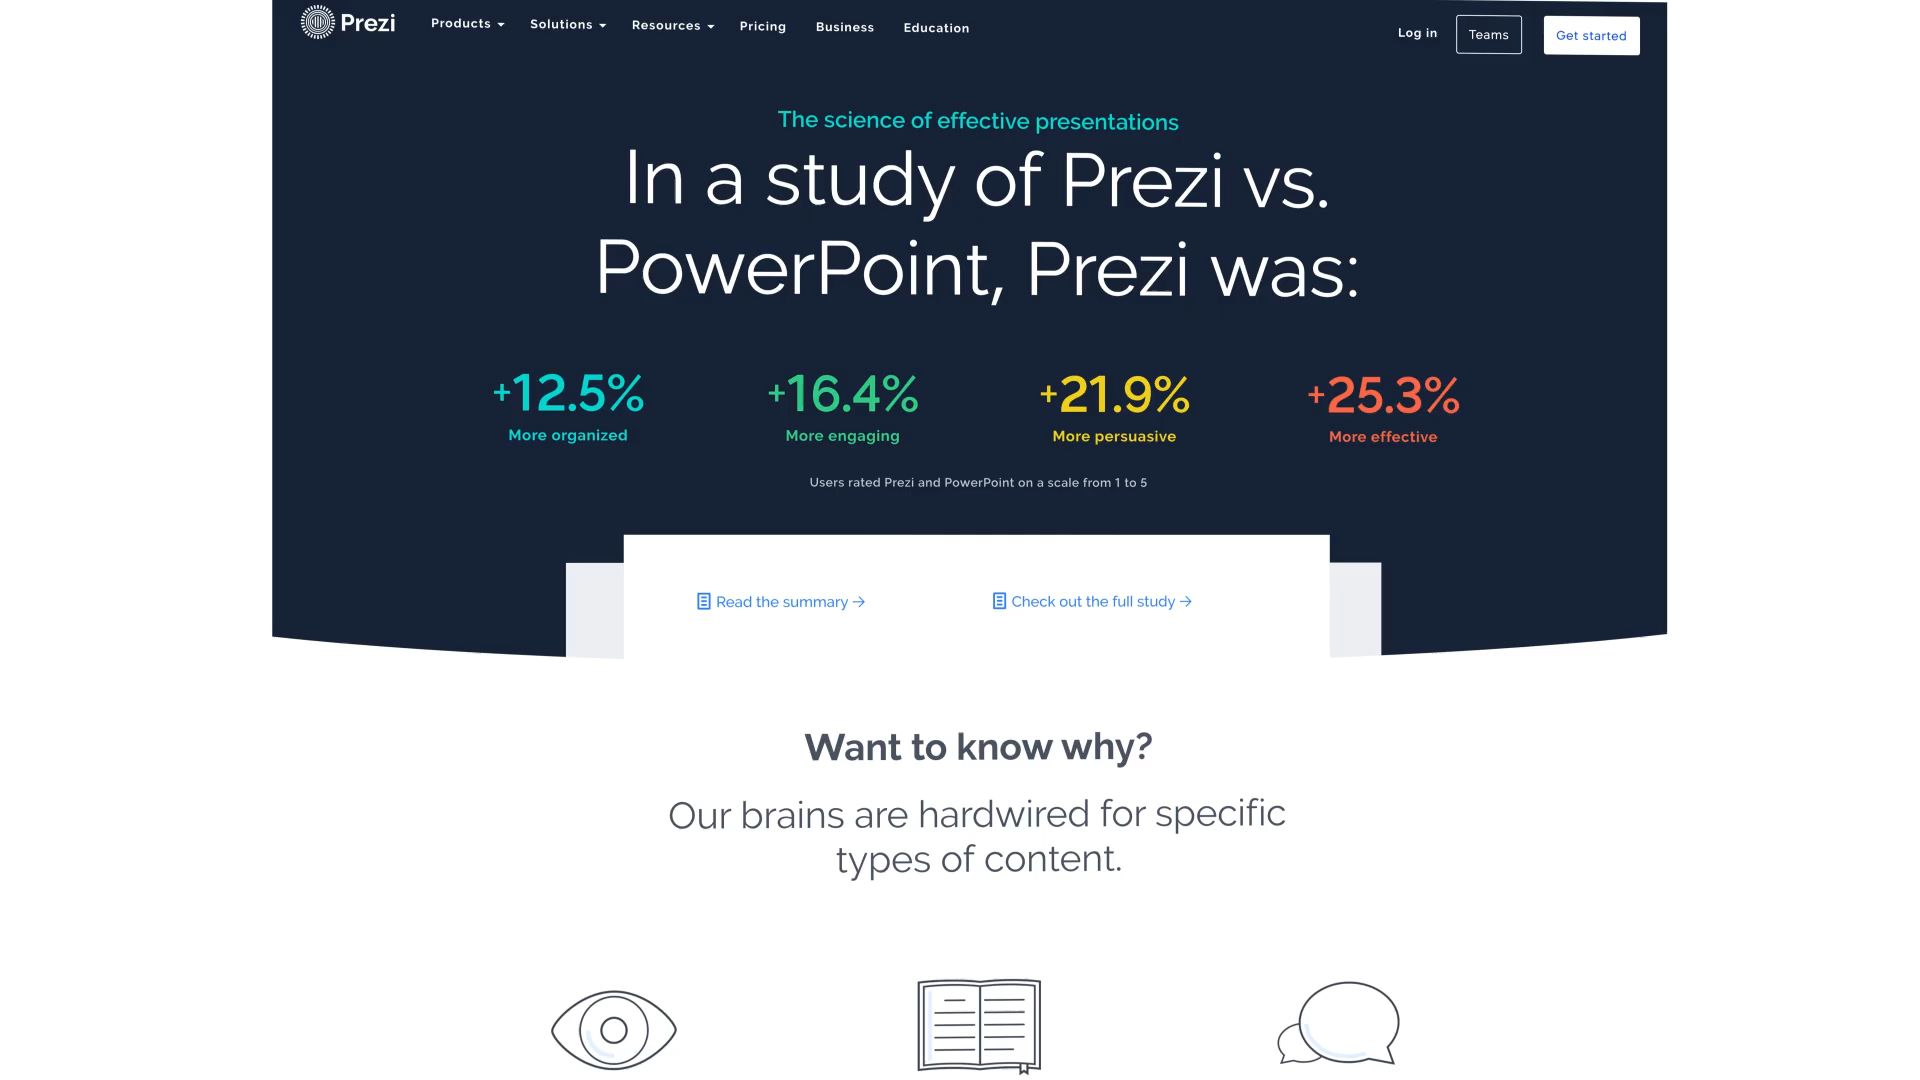 Prezi
Products
Solutions
Resources
Pricing
Business
Education
Log in
Teams
Get started
The science of effective presentations
In a study of Prezi vs.
PowerPoint, Prezi was:
+12.5%
More organized
+16.4%
More engaging
+21.9%
More persuasive
+25.3%
More effective
Users rated Prezi and PowerPoint on a scale from 1 to 5
Read the summary →
Check out the full study →
Want to know why?
Our brains are hardwired for specific
types of content.